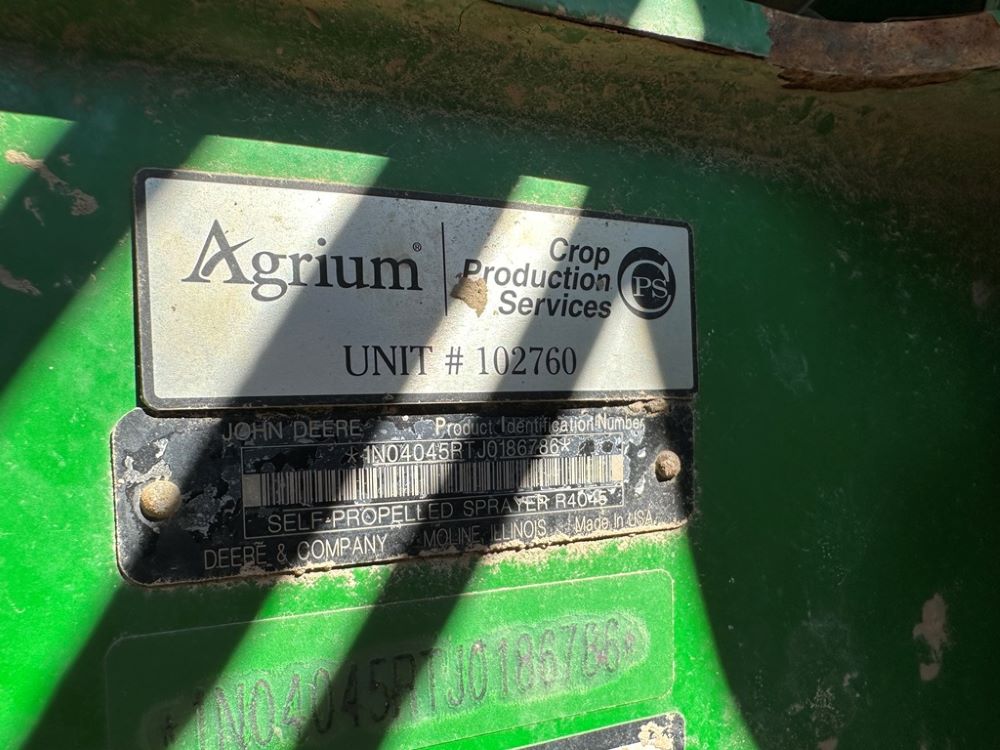 Agrium®
Crop
Production
Services
CPS
UNIT # 102760
JOHN DEERE Product Identification Number
*1N04045RTJ0186786*
SELF-PROPELLED SPRAYER R4045
DEERE & COMPANY MOLINE, ILLINOIS Made In USA
*1N04045RTJ0186786*